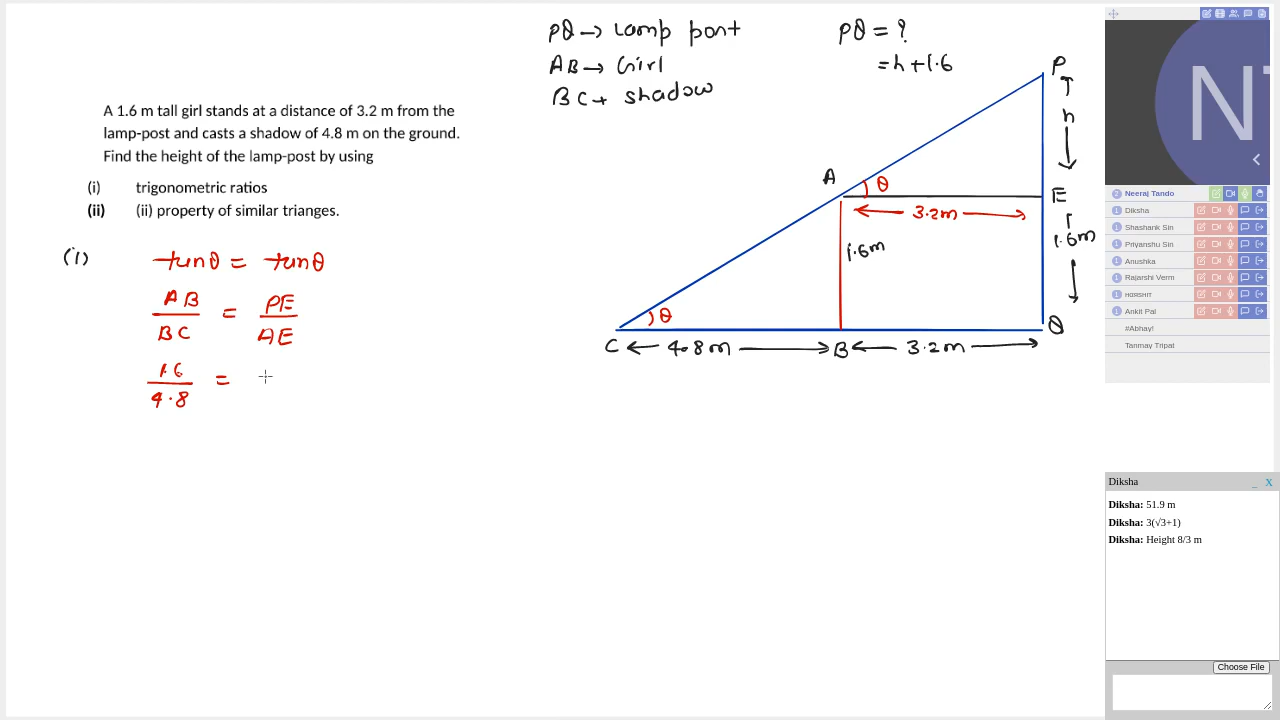 PQ → Lamp post
AB → Girl
BC → shadow
PQ = ?
= h + 1.6
A 1.6 m tall girl stands at a distance of 3.2 m from the
lamp-post and casts a shadow of 4.8 m on the ground.
Find the height of the lamp-post by using
(i) trigonometric ratios
(ii) (ii) property of similar trianges.
(i) tanθ = tanθ
AB/BC = PE/AE
1.6/4.8 =
P
h
A θ
E
3.2m
1.6m
1.6m
θ
Q
C ← 4.8m → B ← 3.2m →
NT
Neeraj Tando
Diksha
Shashank Sin
Priyanshu Sin
Anushka
Rajarshi Verm
HORSHIT
Ankit Pal
#Abhay!
Tanmay Tripat
Diksha _ X
Diksha: 51.9 m
Diksha: 3(√3+1)
Diksha: Height 8/3 m
Choose File